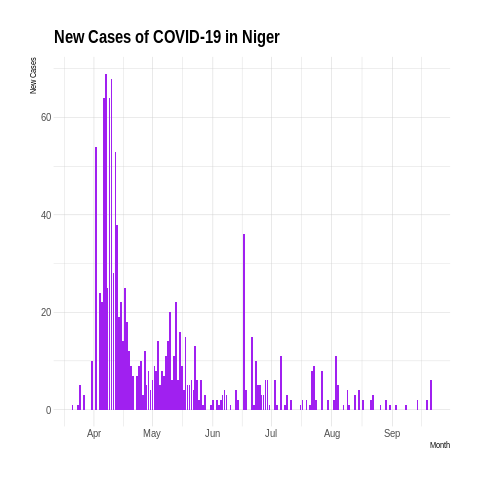 New Cases of COVID-19 in Niger
New Cases
60
40
20
0
Apr May Jun Jul Aug Sep
Month